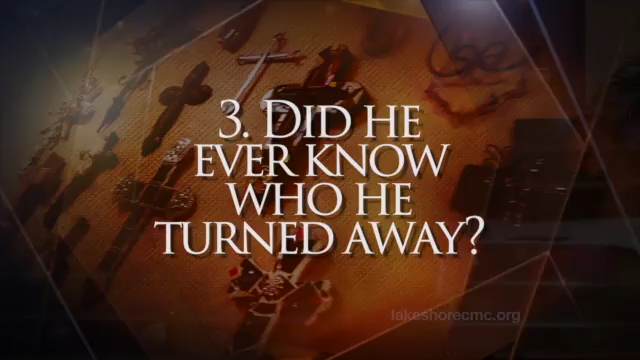 3. DID HE
EVER KNOW
WHO HE
TURNED AWAY?
lakeshorecmc.org